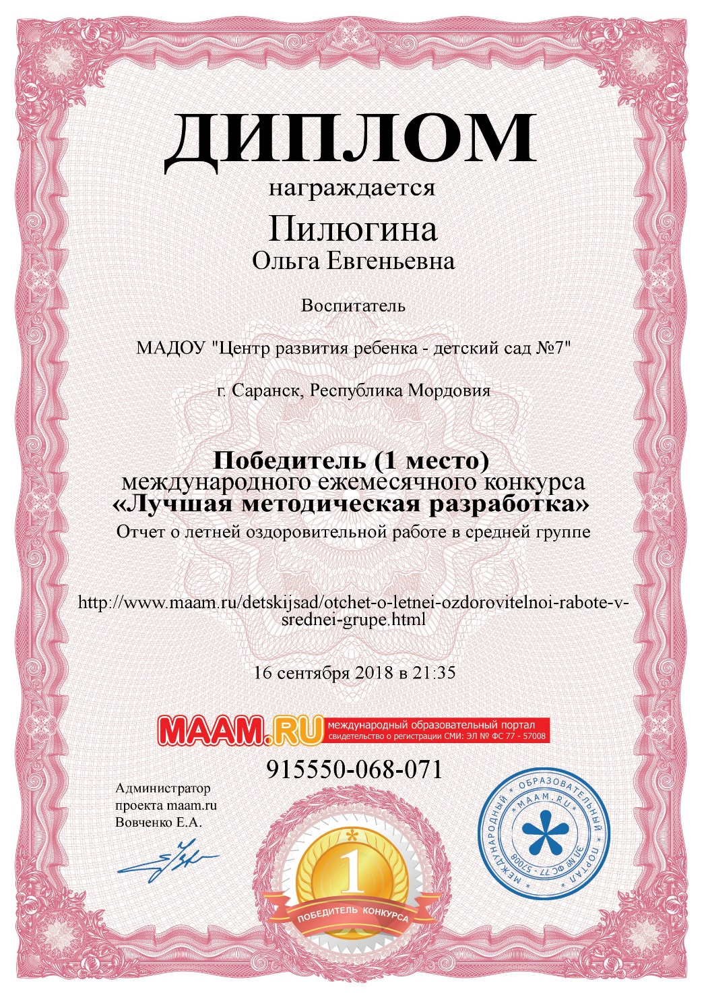 ДИПЛОМ
награждается
Пилюгина
Ольга Евгеньевна
Воспитатель
МАДОУ "Центр развития ребенка - детский сад №7"
г. Саранск, Республика Мордовия
Победитель (1 место)
международного ежемесячного конкурса
«Лучшая методическая разработка»
Отчет о летней оздоровительной работе в средней группе
http://www.maam.ru/detskijsad/otchet-o-letnei-ozdorovitelnoi-rabote-v-
srednei-grupe.html
16 сентября 2018 в 21:35
MAAM.RU
международный образовательный портал
свидетельство о регистрации СМИ: ЭЛ № ФС 77 - 57008
915550-068-071
Администратор
проекта maam.ru
Вовченко Е.А.
1
ПОБЕДИТЕЛЬ КОНКУРСА
* МЕЖДУНАРОДНЫЙ * ОБРАЗОВАТЕЛЬНЫЙ * ПОРТАЛ *
* MAAM.RU *
ЭЛ № ФС 77 - 57008